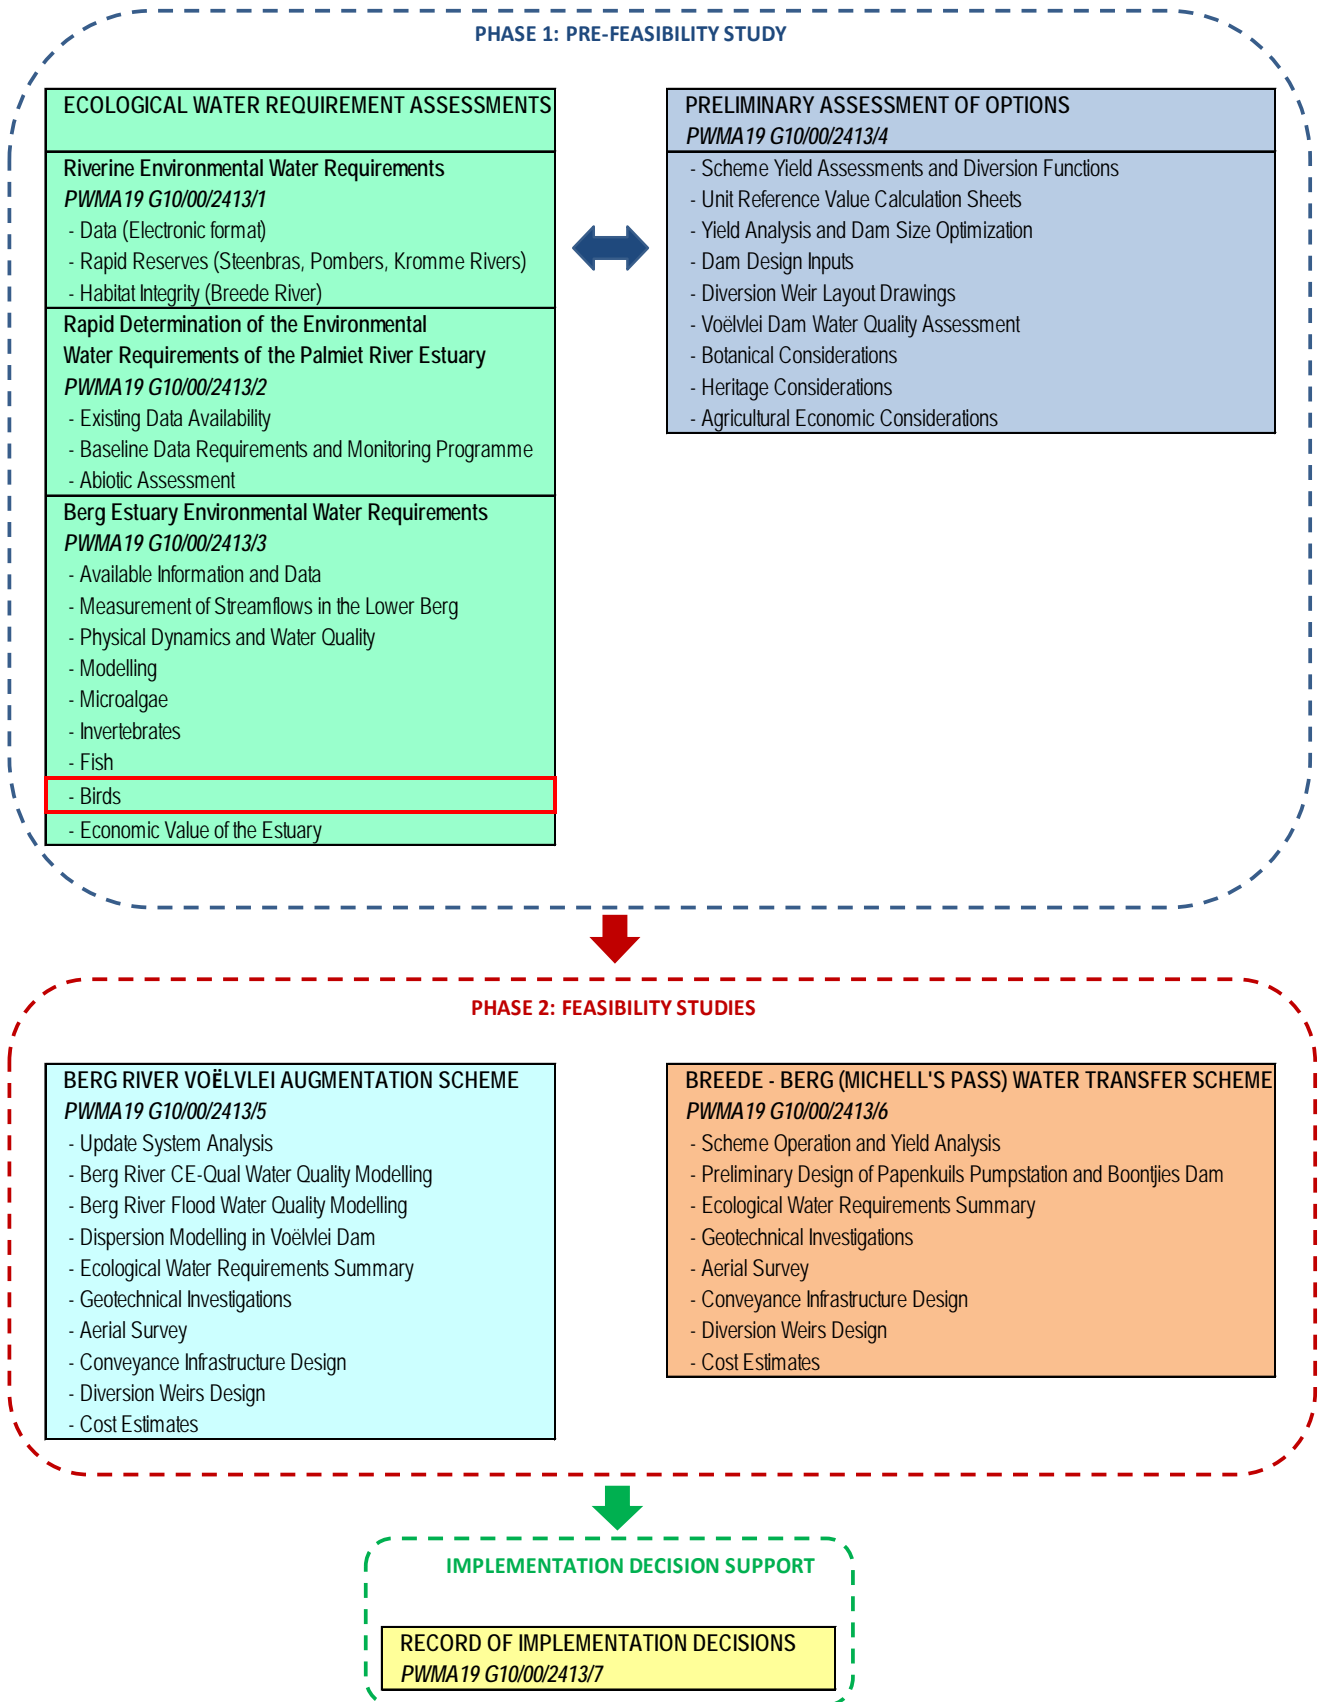 PHASE 1: PRE-FEASIBILITY STUDY
ECOLOGICAL WATER REQUIREMENT ASSESSMENTS
Riverine Environmental Water Requirements
PWMA19 G10/00/2413/1
- Data (Electronic format)
- Rapid Reserves (Steenbras, Pombers, Kromme Rivers)
- Habitat Integrity (Breede River)
Rapid Determination of the Environmental
Water Requirements of the Palmiet River Estuary
PWMA19 G10/00/2413/2
- Existing Data Availability
- Baseline Data Requirements and Monitoring Programme
- Abiotic Assessment
Berg Estuary Environmental Water Requirements
PWMA19 G10/00/2413/3
- Available Information and Data
- Measurement of Streamflows in the Lower Berg
- Physical Dynamics and Water Quality
- Modelling
- Microalgae
- Invertebrates
- Fish
- Birds
- Economic Value of the Estuary
PRELIMINARY ASSESSMENT OF OPTIONS
PWMA19 G10/00/2413/4
- Scheme Yield Assessments and Diversion Functions
- Unit Reference Value Calculation Sheets
- Yield Analysis and Dam Size Optimization
- Dam Design Inputs
- Diversion Weir Layout Drawings
- Voëlvlei Dam Water Quality Assessment
- Botanical Considerations
- Heritage Considerations
- Agricultural Economic Considerations
PHASE 2: FEASIBILITY STUDIES
BERG RIVER VOËLVLEI AUGMENTATION SCHEME
PWMA19 G10/00/2413/5
- Update System Analysis
- Berg River CE-Qual Water Quality Modelling
- Berg River Flood Water Quality Modelling
- Dispersion Modelling in Voëlvlei Dam
- Ecological Water Requirements Summary
- Geotechnical Investigations
- Aerial Survey
- Conveyance Infrastructure Design
- Diversion Weirs Design
- Cost Estimates
BREEDE - BERG (MICHELL'S PASS) WATER TRANSFER SCHEME
PWMA19 G10/00/2413/6
- Scheme Operation and Yield Analysis
- Preliminary Design of Papenkuils Pumpstation and Boontjies Dam
- Ecological Water Requirements Summary
- Geotechnical Investigations
- Aerial Survey
- Conveyance Infrastructure Design
- Diversion Weirs Design
- Cost Estimates
IMPLEMENTATION DECISION SUPPORT
RECORD OF IMPLEMENTATION DECISIONS
PWMA19 G10/00/2413/7